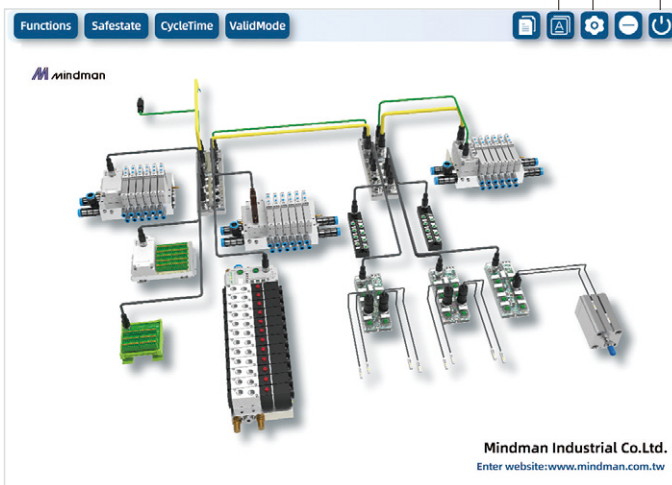 Functions
Safestate
CycleTime
ValidMode
A
Mindman
Mindman Industrial Co.Ltd.
Enter website:www.mindman.com.tw